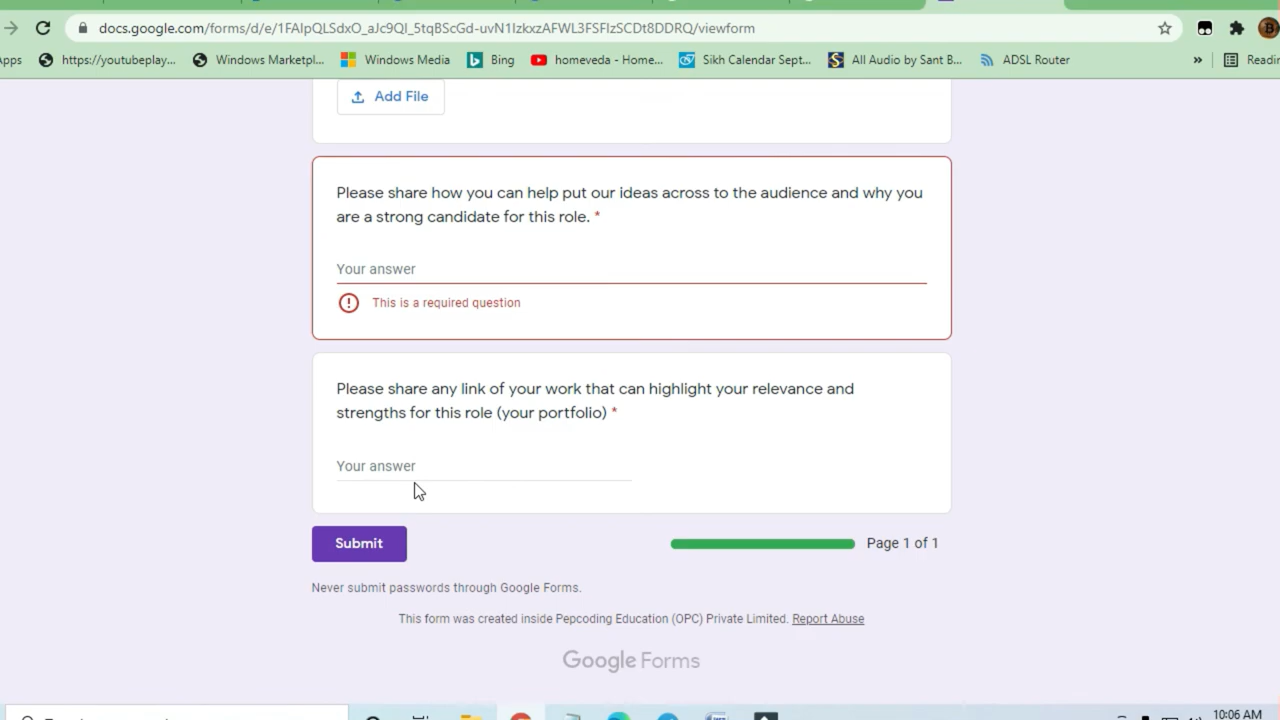 docs.google.com/forms/d/e/1FAIpQLSdxO_aJc9QI_5tqBScGd-uvN1IzkxzAFWL3FSFIzSCDt8DDRQ/viewform
Apps https://youtubeplay... Windows Marketpl... Windows Media Bing homeveda - Home... Sikh Calendar Sept... All Audio by Sant B... ADSL Router » Readin
Add File
Please share how you can help put our ideas across to the audience and why you
are a strong candidate for this role. *
Your answer
This is a required question
Please share any link of your work that can highlight your relevance and
strengths for this role (your portfolio) *
Your answer
Submit
Page 1 of 1
Never submit passwords through Google Forms.
This form was created inside Pepcoding Education (OPC) Private Limited. Report Abuse
Google Forms
10:06 AM